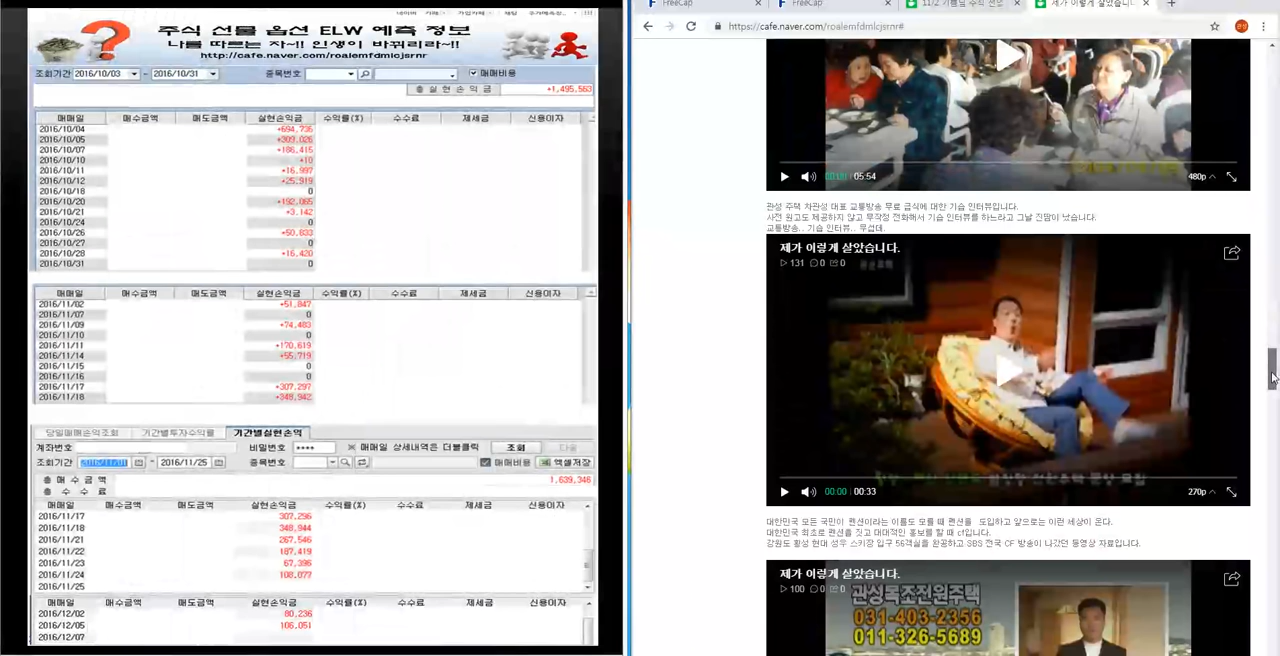 주식 선물 옵션 ELW 예측 정보
나를 따르는 자~!! 인생이 바뀌리라~!!
http://cafe.naver.com/roalemfdmlcjsrnr
조회기간 2016/10/03 ~ 2016/10/31 종목번호 매매비용
총 실 현 손 익 금 +1,495,563
매매일 매수금액 매도금액 실현손익금 수익률(%) 수수료 제세금 신용이자
2016/10/04 +694,736
2016/10/05 +309,026
2016/10/07 +186,415
2016/10/10 +10
2016/10/11 +16,997
2016/10/12 +25,919
2016/10/18 0
2016/10/20 +192,065
2016/10/21 +3,142
2016/10/24 0
2016/10/26 +50,833
2016/10/27 0
2016/10/28 +16,420
2016/10/31 0
매매일 매수금액 매도금액 실현손익금 수익률(%) 수수료 제세금 신용이자
2016/11/02 +51,847
2016/11/07 0
2016/11/09 +74,483
2016/11/10 0
2016/11/11 +170,619
2016/11/14 +55,719
2016/11/15 0
2016/11/16 0
2016/11/17 +307,297
2016/11/18 +348,942
당일매매손익조회 기간별투자수익률 기간별실현손익
계좌번호 비밀번호 **** ※ 매매일 상세내역은 더블클릭 조회 다음
조회기간 2016/11/01 ~ 2016/11/25 종목번호 매매비용 엑셀저장
총 매 수 금 액 1,639,346
총 수 수 료
매매일 매수금액 매도금액 실현손익금 수익률(%) 수수료 제세금 신용이자
2016/11/17 307,296
2016/11/18 348,944
2016/11/21 267,546
2016/11/22 187,419
2016/11/23 67,396
2016/11/24 108,077
2016/11/25
매매일 매수금액 매도금액 실현손익금 수익률(%) 수수료 제세금 신용이자
2016/12/02 80,236
2016/12/05 106,051
2016/12/07
FreeCap
FreeCap
제가 이렇게 살았습니다
https://cafe.naver.com/roalemfdmlcjsrnr#
05:54 480p
관성 주택 차관성 대표 교통방송 무료 급식에 대한 기습 인터뷰입니다.
사전 원고도 제공하지 않고 무작정 전화해서 기습 인터뷰를 하느라고 그날 진땀이 났습니다.
교통방송.. 기습 인터뷰.. 무섭데.
제가 이렇게 살았습니다.
131 0 0
00:00 00:33 270p
대한민국 모든 국민이 펜션이라는 이름도 모를 때 펜션을 도입하고 앞으로는 이런 세상이 온다.
대한민국 최초로 펜션을 짓고 대대적인 홍보를 할 때 cf입니다.
강원도 횡성 현대 성우 스키장 입구 56객실을 완공하고 SBS 전국 CF 방송이 나갔던 동영상 자료입니다.
제가 이렇게 살았습니다.
100 0 0
관성목조전원주택
031-403-2356
011-326-5689